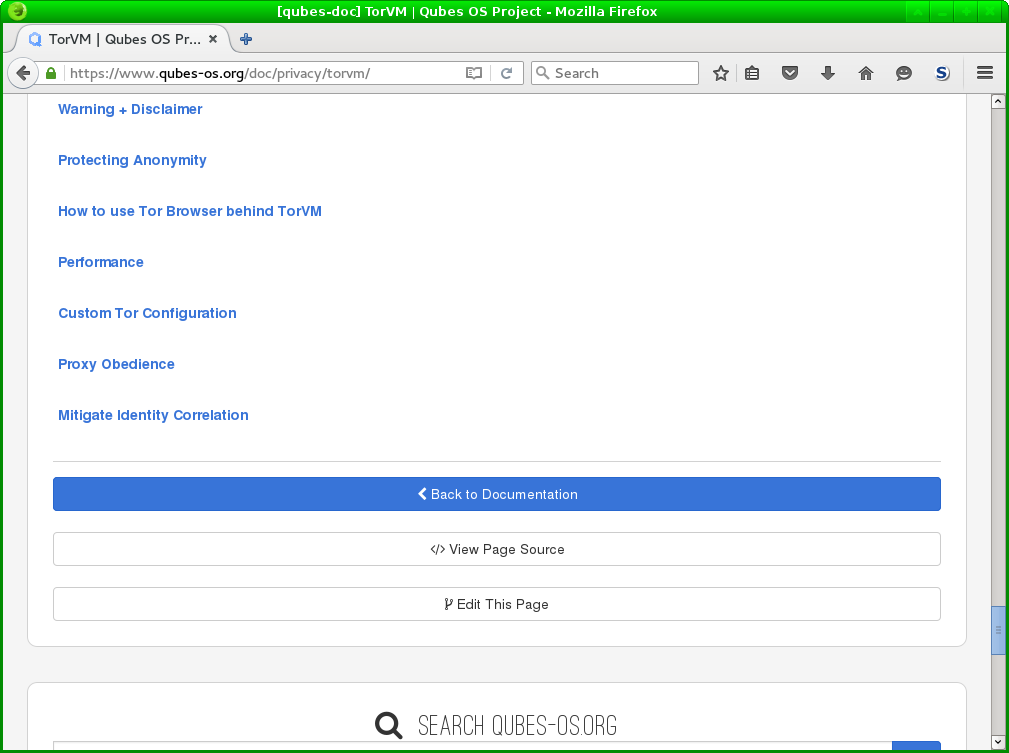 [qubes-doc] TorVM | Qubes OS Project - Mozilla Firefox
TorVM | Qubes OS Pr...
https://www.qubes-os.org/doc/privacy/torvm/
Search
Warning + Disclaimer
Protecting Anonymity
How to use Tor Browser behind TorVM
Performance
Custom Tor Configuration
Proxy Obedience
Mitigate Identity Correlation
Back to Documentation
</> View Page Source
Edit This Page
SEARCH QUBES-OS.ORG